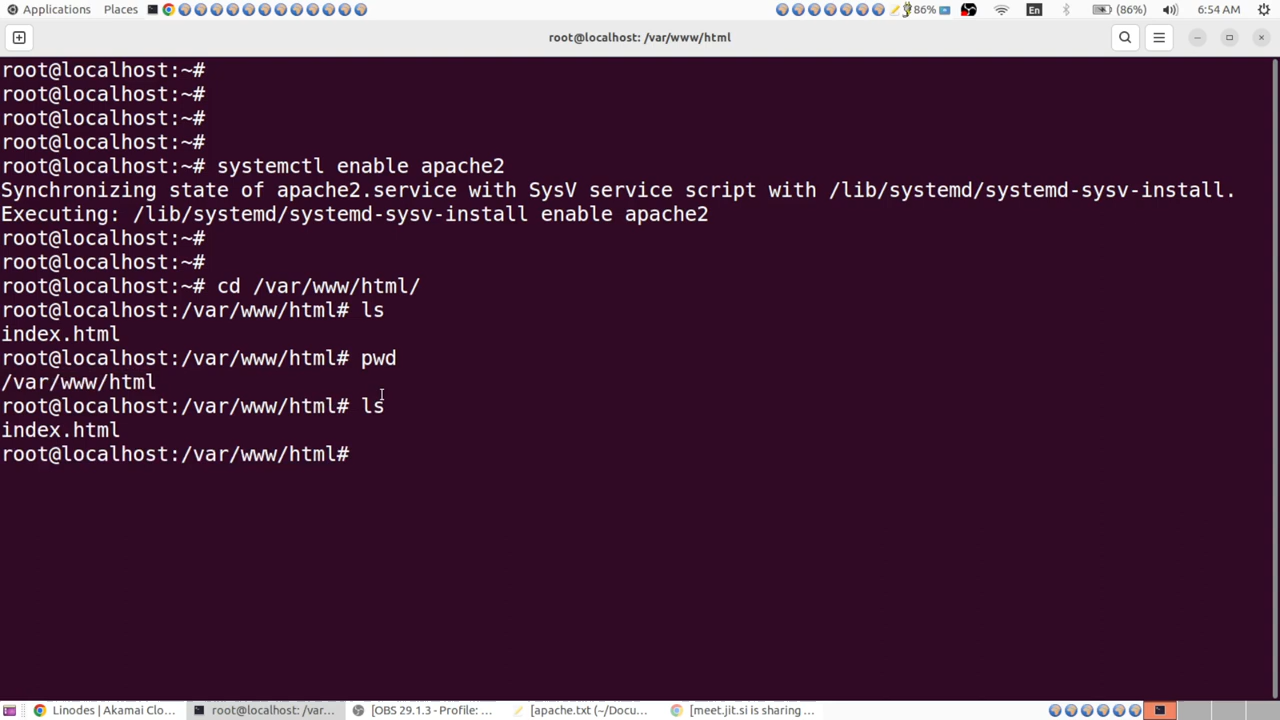 Applications Places 86% En (86%) 6:54 AM
root@localhost: /var/www/html
root@localhost:~#
root@localhost:~#
root@localhost:~#
root@localhost:~#
root@localhost:~# systemctl enable apache2
Synchronizing state of apache2.service with SysV service script with /lib/systemd/systemd-sysv-install.
Executing: /lib/systemd/systemd-sysv-install enable apache2
root@localhost:~#
root@localhost:~#
root@localhost:~# cd /var/www/html/
root@localhost:/var/www/html# ls
index.html
root@localhost:/var/www/html# pwd
/var/www/html
root@localhost:/var/www/html# ls
index.html
root@localhost:/var/www/html#
Linodes | Akamai Clo... root@localhost: /var... [OBS 29.1.3 - Profile: ... [apache.txt (~/Docu... [meet.jit.si is sharing ...